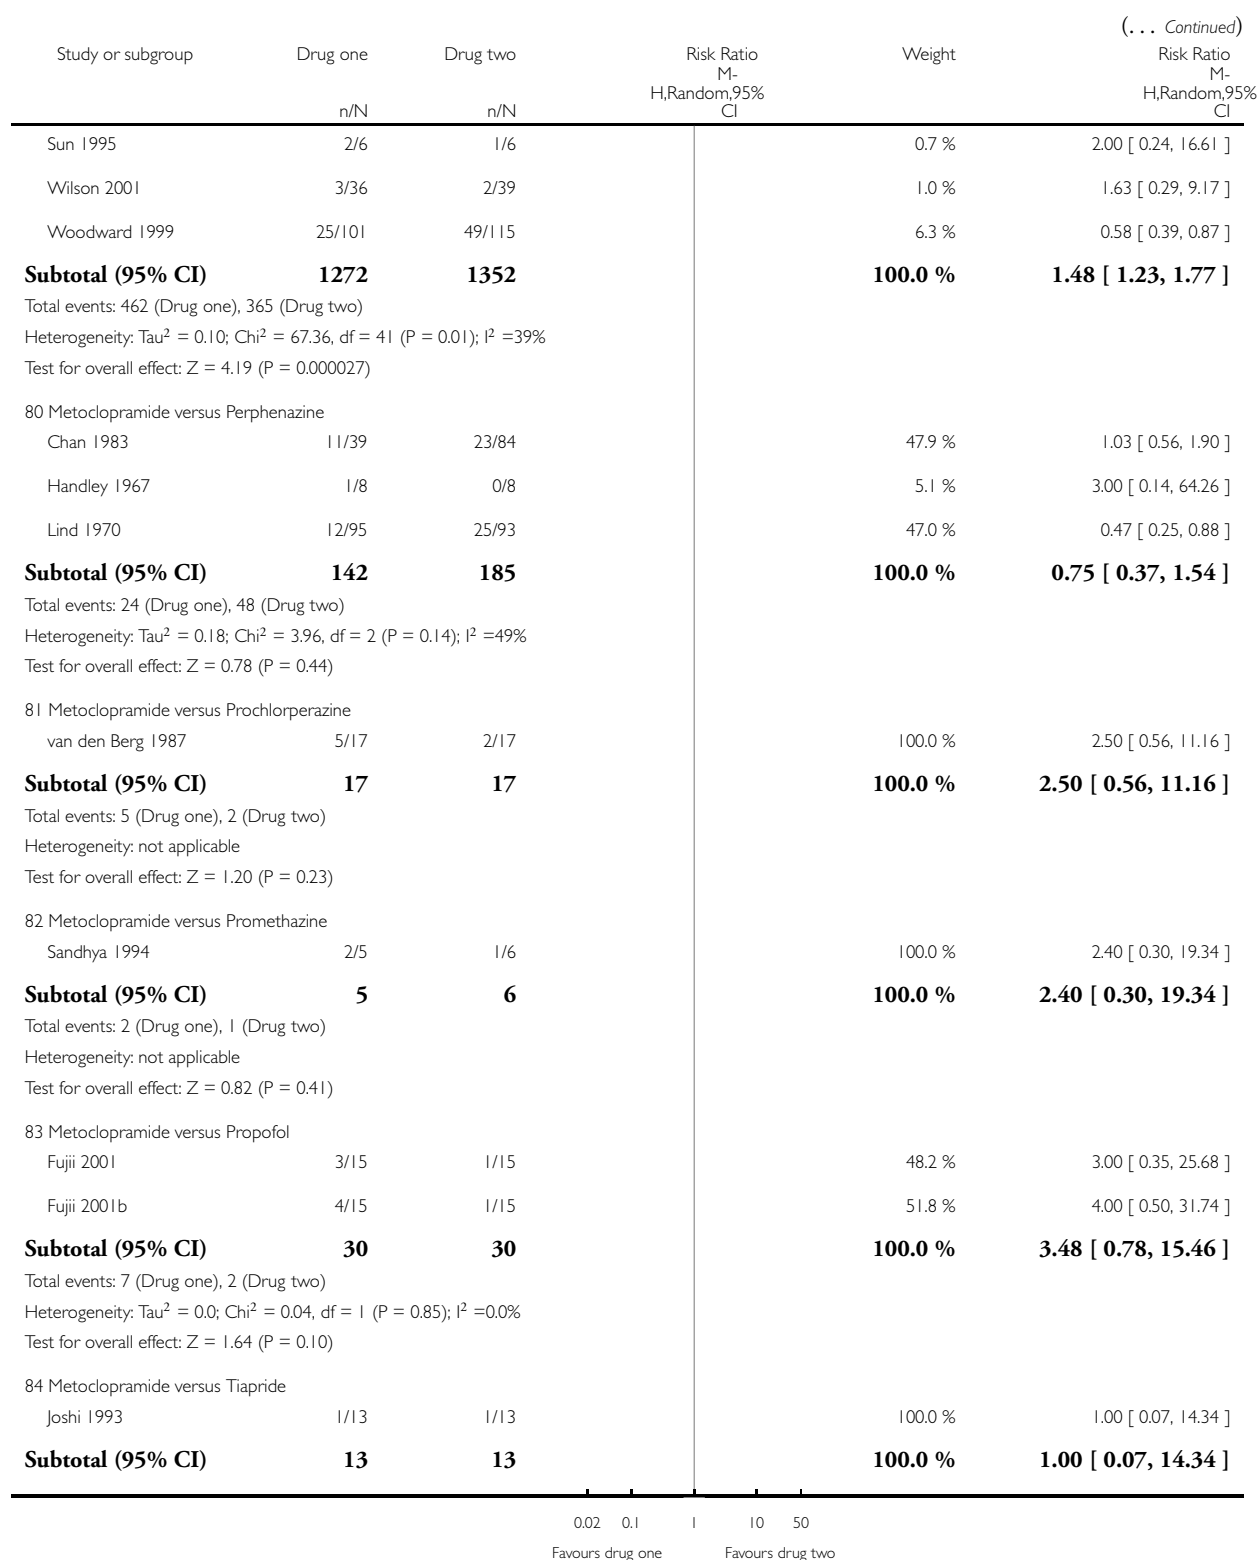 (. . . Continued)
Study or subgroup Drug one Drug two Risk Ratio Weight Risk Ratio
M- M-
H,Random,95% H,Random,95%
n/N n/N CI CI
Sun 1995 2/6 1/6 0.7 % 2.00 [ 0.24, 16.61 ]
Wilson 2001 3/36 2/39 1.0 % 1.63 [ 0.29, 9.17 ]
Woodward 1999 25/101 49/115 6.3 % 0.58 [ 0.39, 0.87 ]
Subtotal (95% CI) 1272 1352 100.0 % 1.48 [ 1.23, 1.77 ]
Total events: 462 (Drug one), 365 (Drug two)
Heterogeneity: Tau² = 0.10; Chi² = 67.36, df = 41 (P = 0.01); I² =39%
Test for overall effect: Z = 4.19 (P = 0.000027)
80 Metoclopramide versus Perphenazine
Chan 1983 11/39 23/84 47.9 % 1.03 [ 0.56, 1.90 ]
Handley 1967 1/8 0/8 5.1 % 3.00 [ 0.14, 64.26 ]
Lind 1970 12/95 25/93 47.0 % 0.47 [ 0.25, 0.88 ]
Subtotal (95% CI) 142 185 100.0 % 0.75 [ 0.37, 1.54 ]
Total events: 24 (Drug one), 48 (Drug two)
Heterogeneity: Tau² = 0.18; Chi² = 3.96, df = 2 (P = 0.14); I² =49%
Test for overall effect: Z = 0.78 (P = 0.44)
81 Metoclopramide versus Prochlorperazine
van den Berg 1987 5/17 2/17 100.0 % 2.50 [ 0.56, 11.16 ]
Subtotal (95% CI) 17 17 100.0 % 2.50 [ 0.56, 11.16 ]
Total events: 5 (Drug one), 2 (Drug two)
Heterogeneity: not applicable
Test for overall effect: Z = 1.20 (P = 0.23)
82 Metoclopramide versus Promethazine
Sandhya 1994 2/5 1/6 100.0 % 2.40 [ 0.30, 19.34 ]
Subtotal (95% CI) 5 6 100.0 % 2.40 [ 0.30, 19.34 ]
Total events: 2 (Drug one), 1 (Drug two)
Heterogeneity: not applicable
Test for overall effect: Z = 0.82 (P = 0.41)
83 Metoclopramide versus Propofol
Fujii 2001 3/15 1/15 48.2 % 3.00 [ 0.35, 25.68 ]
Fujii 2001b 4/15 1/15 51.8 % 4.00 [ 0.50, 31.74 ]
Subtotal (95% CI) 30 30 100.0 % 3.48 [ 0.78, 15.46 ]
Total events: 7 (Drug one), 2 (Drug two)
Heterogeneity: Tau² = 0.0; Chi² = 0.04, df = 1 (P = 0.85); I² =0.0%
Test for overall effect: Z = 1.64 (P = 0.10)
84 Metoclopramide versus Tiapride
Joshi 1993 1/13 1/13 100.0 % 1.00 [ 0.07, 14.34 ]
Subtotal (95% CI) 13 13 100.0 % 1.00 [ 0.07, 14.34 ]
0.02 0.1 1 10 50
Favours drug one Favours drug two